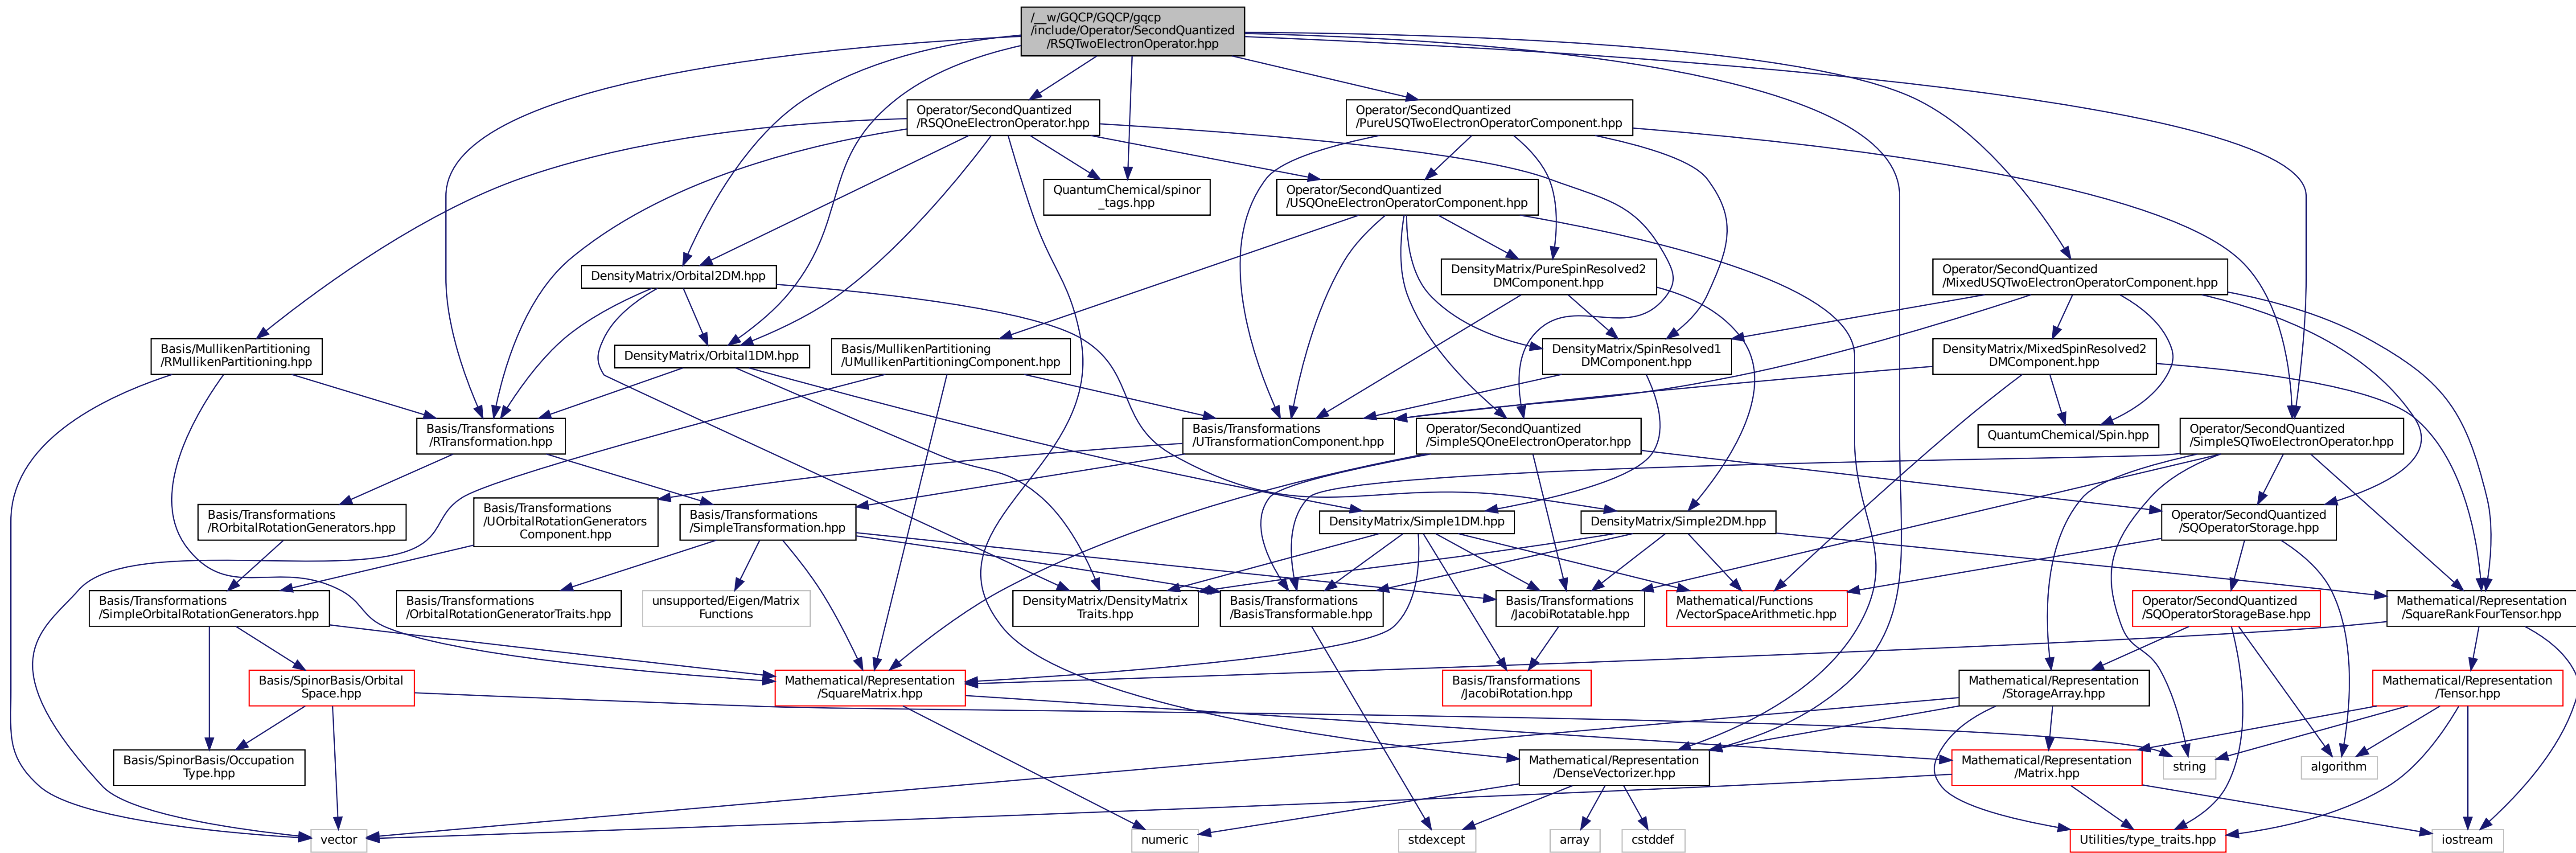 /__w/GQCP/GQCP/gqcp
/include/Operator/SecondQuantized
/RSQTwoElectronOperator.hpp
Operator/SecondQuantized
/RSQOneElectronOperator.hpp
Operator/SecondQuantized
/PureUSQTwoElectronOperatorComponent.hpp
QuantumChemical/spinor
_tags.hpp
Operator/SecondQuantized
/USQOneElectronOperatorComponent.hpp
DensityMatrix/Orbital2DM.hpp
DensityMatrix/PureSpinResolved2
DMComponent.hpp
Operator/SecondQuantized
/MixedUSQTwoElectronOperatorComponent.hpp
Basis/MullikenPartitioning
/RMullikenPartitioning.hpp
DensityMatrix/Orbital1DM.hpp
Basis/MullikenPartitioning
/UMullikenPartitioningComponent.hpp
DensityMatrix/SpinResolved1
DMComponent.hpp
DensityMatrix/MixedSpinResolved2
DMComponent.hpp
Basis/Transformations
/RTransformation.hpp
Basis/Transformations
/UTransformationComponent.hpp
Operator/SecondQuantized
/SimpleSQOneElectronOperator.hpp
QuantumChemical/Spin.hpp
Operator/SecondQuantized
/SimpleSQTwoElectronOperator.hpp
Basis/Transformations
/ROrbitalRotationGenerators.hpp
Basis/Transformations
/UOrbitalRotationGenerators
Component.hpp
Basis/Transformations
/SimpleTransformation.hpp
DensityMatrix/Simple1DM.hpp
DensityMatrix/Simple2DM.hpp
Operator/SecondQuantized
/SQOperatorStorage.hpp
Basis/Transformations
/SimpleOrbitalRotationGenerators.hpp
Basis/Transformations
/OrbitalRotationGeneratorTraits.hpp
unsupported/Eigen/Matrix
Functions
DensityMatrix/DensityMatrix
Traits.hpp
Basis/Transformations
/BasisTransformable.hpp
Basis/Transformations
/JacobiRotatable.hpp
Mathematical/Functions
/VectorSpaceArithmetic.hpp
Operator/SecondQuantized
/SQOperatorStorageBase.hpp
Mathematical/Representation
/SquareRankFourTensor.hpp
Basis/SpinorBasis/Orbital
Space.hpp
Mathematical/Representation
/SquareMatrix.hpp
Basis/Transformations
/JacobiRotation.hpp
Mathematical/Representation
/StorageArray.hpp
Mathematical/Representation
/Tensor.hpp
Basis/SpinorBasis/Occupation
Type.hpp
Mathematical/Representation
/DenseVectorizer.hpp
Mathematical/Representation
/Matrix.hpp
string
algorithm
vector
numeric
stdexcept
array
cstddef
Utilities/type_traits.hpp
iostream